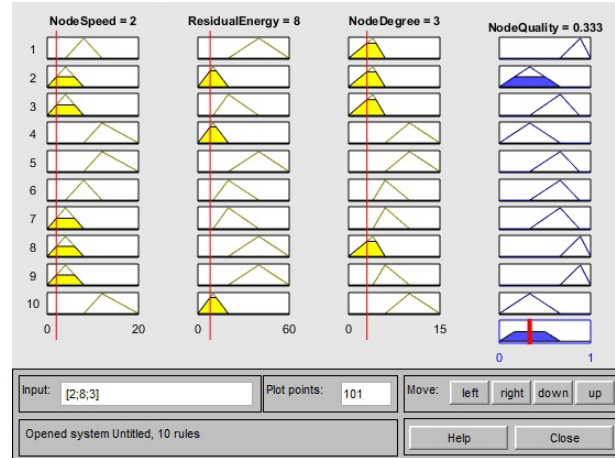 NodeSpeed = 2 ResidualEnergy = 8 NodeDegree = 3 NodeQuality = 0.333
1
2
3
4
5
6
7
8
9
10
0 20 0 60 0 15
0 1
Input: [2;8;3] Plot points: 101 Move: left right down up
Opened system Untitled, 10 rules Help Close